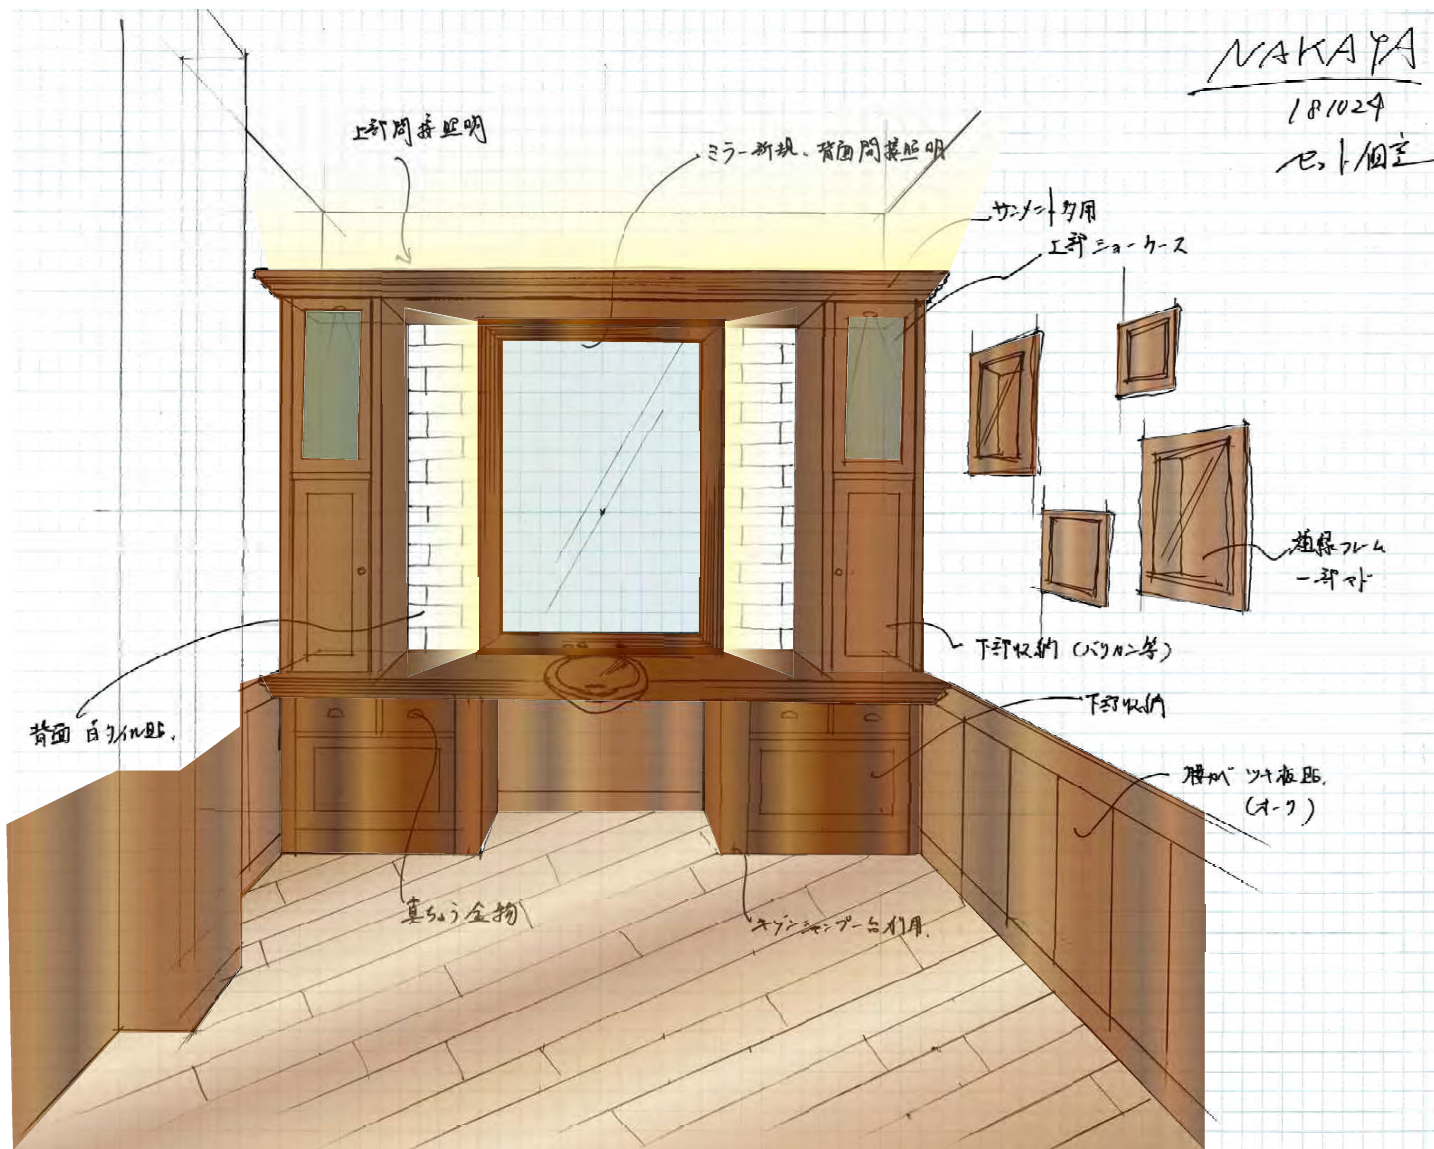 NAKAYA
181024
セット個室
上部間接照明
ミラー新規、背面間接照明
サンメント多用
上部ショーケース
額縁フレーム
一部マド
下部収納(バリカン等)
下部収納
背面白タイル貼.
腰カベ ツキ板貼.
(オーク)
真ちゅう金物
キゾンシャンプー台利用.